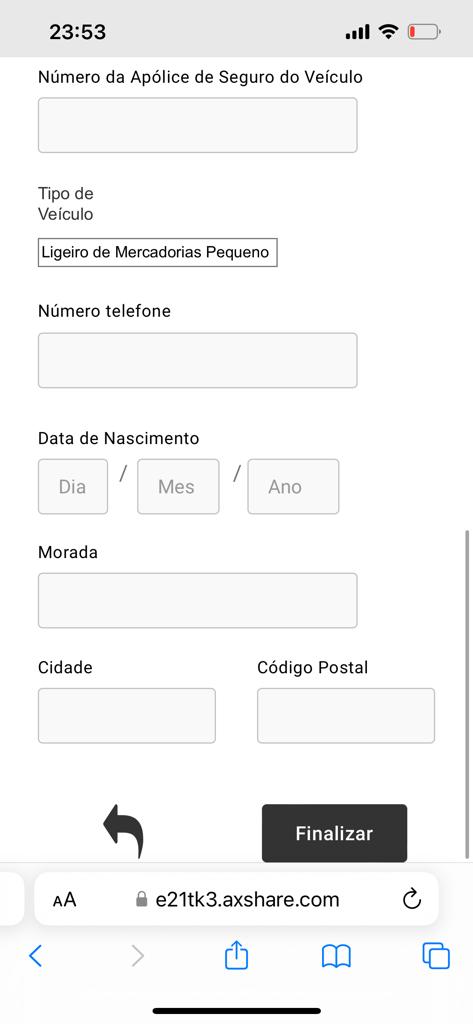 23:53
Número da Apólice de Seguro do Veículo
Tipo de
Veículo
Ligeiro de Mercadorias Pequeno
Número telefone
Data de Nascimento
Dia / Mes / Ano
Morada
Cidade Código Postal
Finalizar
AA e21tk3.axshare.com